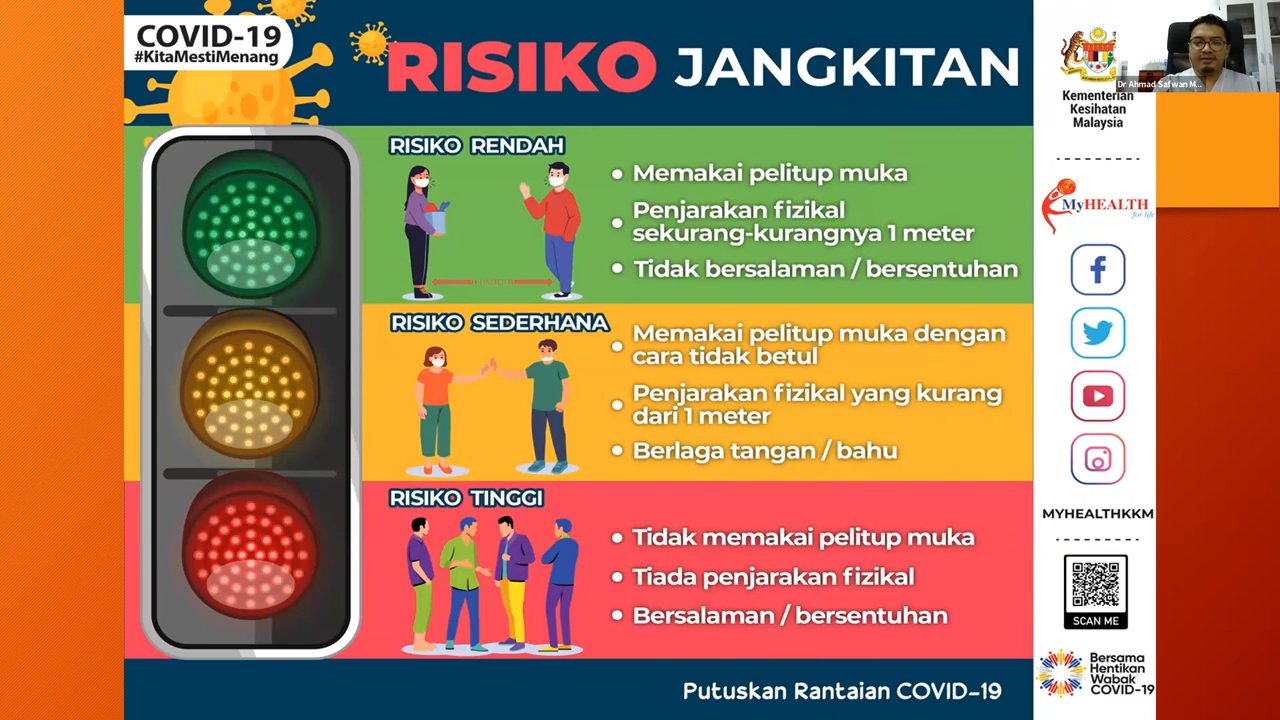 COVID-19
#KitaMestiMenang
RISIKO JANGKITAN
RISIKO RENDAH
Memakai pelitup muka
Penjarakan fizikal
sekurang-kurangnya 1 meter
Tidak bersalaman / bersentuhan
RISIKO SEDERHANA
Memakai pelitup muka dengan
cara tidak betul
Penjarakan fizikal yang kurang
dari 1 meter
Berlaga tangan / bahu
RISIKO TINGGI
Tidak memakai pelitup muka
Tiada penjarakan fizikal
Bersalaman / bersentuhan
Putuskan Rantaian COVID-19
Dr Ahmad Safwan M...
Kementerian
Kesihatan
Malaysia
MyHEALTH
for life
MYHEALTHKKM
SCAN ME
Bersama
Hentikan
Wabak
COVID-19